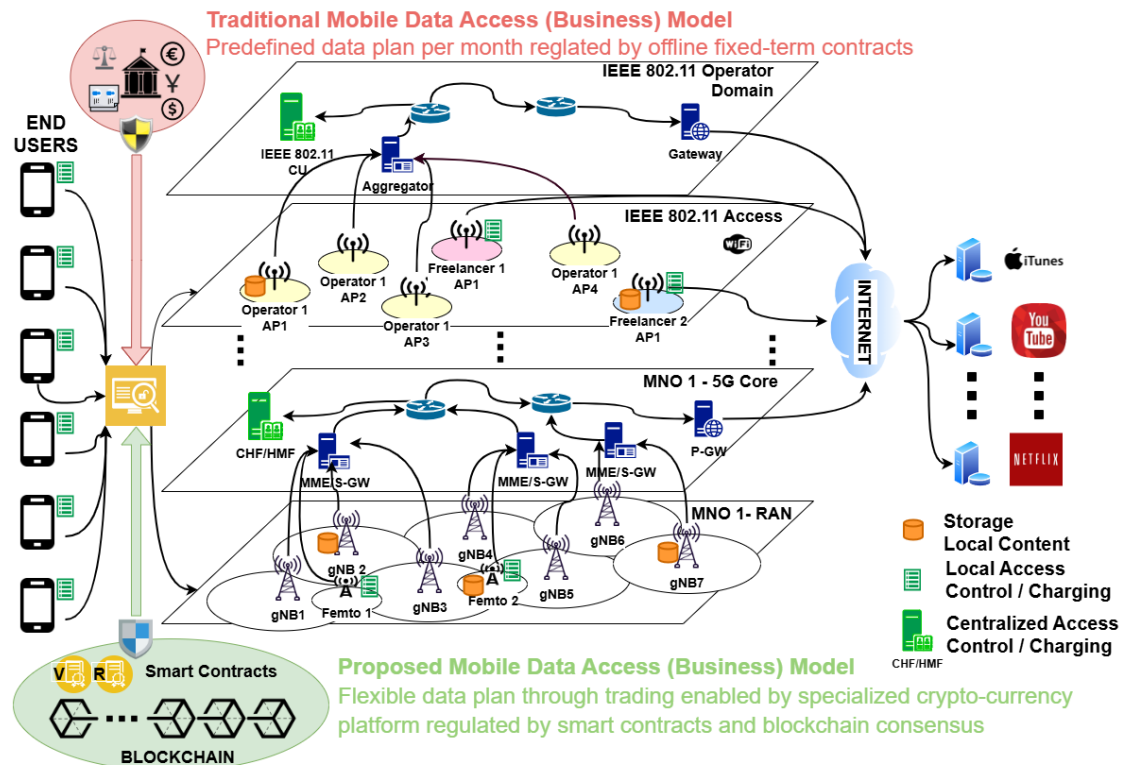 Traditional Mobile Data Access (Business) Model
Predefined data plan per month reglated by offline fixed-term contracts
€
¥
$
END
USERS
IEEE 802.11 Operator
Domain
IEEE 802.11
CU
Aggregator
Gateway
IEEE 802.11 Access
WiFi
Freelancer 1
AP1
Operator 1
AP2
Operator 1
AP4
Operator 1
AP1
Operator 1
AP3
Freelancer 2
AP1
INTERNET
iTunes
You
Tube
NETFLIX
MNO 1 - 5G Core
CHF/HMF
MME/S-GW
MME/S-GW
MME/S-GW
P-GW
MNO 1- RAN
gNB1
gNB 2
Femto 1
gNB3
gNB4
Femto 2
gNB5
gNB6
gNB7
Storage
Local Content
Local Access
Control / Charging
Centralized Access
Control / Charging
CHF/HMF
V
R
Smart Contracts
BLOCKCHAIN
Proposed Mobile Data Access (Business) Model
Flexible data plan through trading enabled by specialized crypto-currency
platform regulated by smart contracts and blockchain consensus